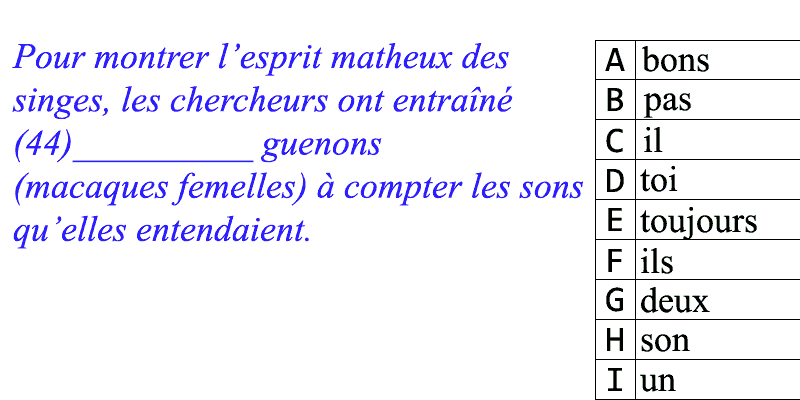 Pour montrer l’esprit matheux des
singes, les chercheurs ont entraîné
(44)__________ guenons
(macaques femelles) à compter les sons
qu’elles entendaient.
A bons
B pas
C il
D toi
E toujours
F ils
G deux
H son
I un